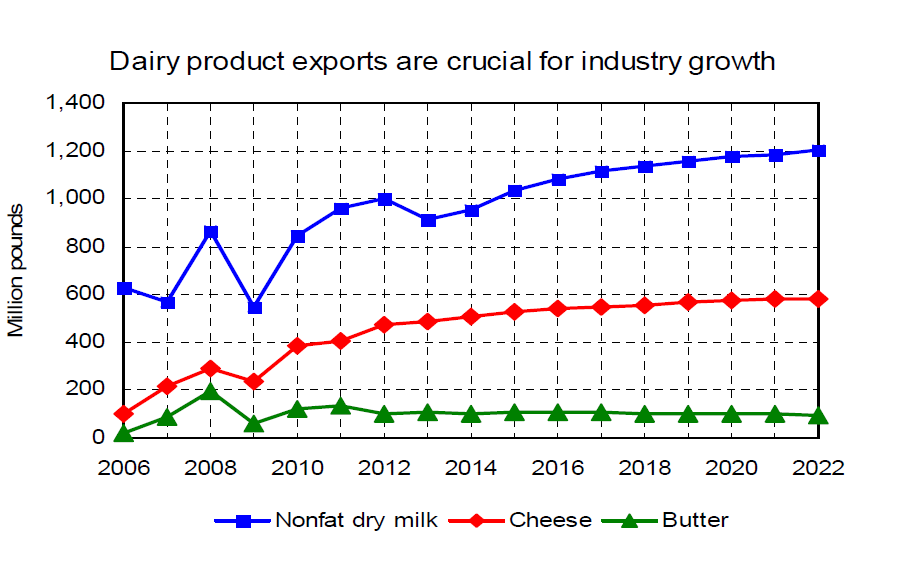 Dairy product exports are crucial for industry growth
1,400
1,200
1,000
800
600
400
200
0
Million pounds
2006 2008 2010 2012 2014 2016 2018 2020 2022
Nonfat dry milk Cheese Butter